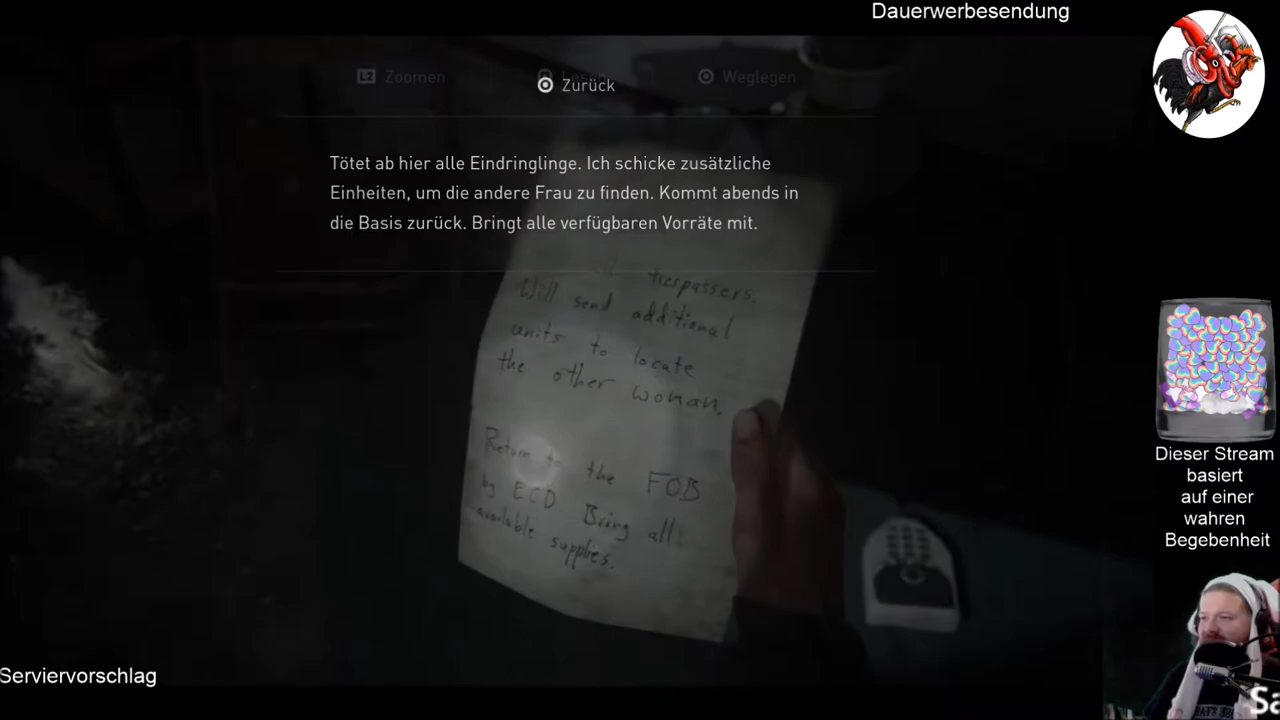 Dauerwerbesendung
L2 Zoomen
Lesen
Weglegen
Zurück
Tötet ab hier alle Eindringlinge. Ich schicke zusätzliche
Einheiten, um die andere Frau zu finden. Kommt abends in
die Basis zurück. Bringt alle verfügbaren Vorräte mit.
trespassers.
Will send additional
units to locate
the other woman.
Return to the FOB
by EOD. Bring all
available supplies.
Dieser Stream
basiert
auf einer
wahren
Begebenheit
Serviervorschlag
Sa